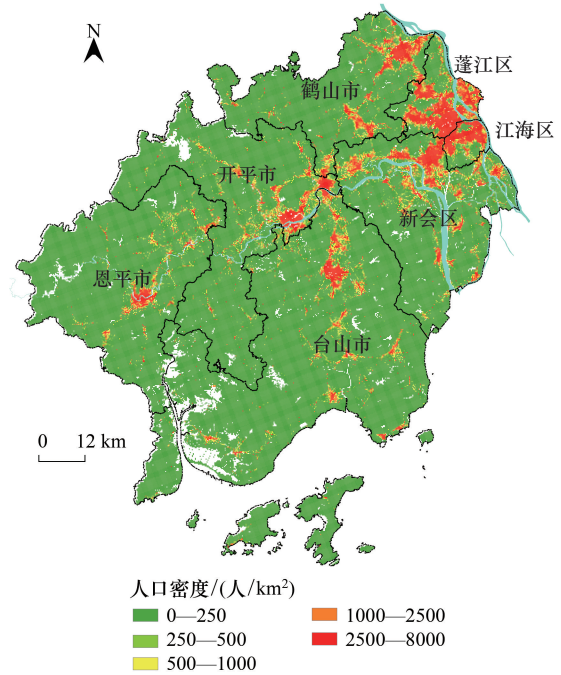 N
蓬江区
鹤山市
江海区
开平市
新会区
恩平市
台山市
0 12 km
人口密度/(人/km²)
0—250
250—500
500—1000
1000—2500
2500—8000